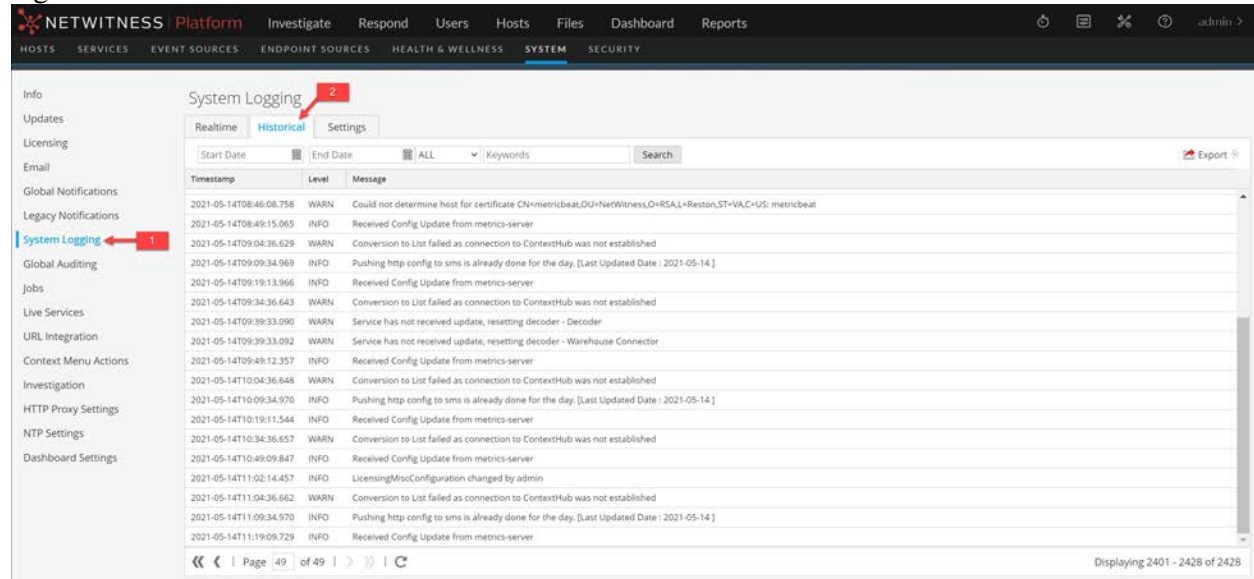 NETWITNESS Platform Investigate Respond Users Hosts Files Dashboard Reports admin >
HOSTS SERVICES EVENT SOURCES ENDPOINT SOURCES HEALTH & WELLNESS SYSTEM SECURITY
Info
Updates
Licensing
Email
Global Notifications
Legacy Notifications
System Logging 1
Global Auditing
Jobs
Live Services
URL Integration
Context Menu Actions
Investigation
HTTP Proxy Settings
NTP Settings
Dashboard Settings
System Logging 2
Realtime Historical Settings
Start Date End Date ALL Keywords Search Export
Timestamp Level Message
2021-05-14T08:46:08.758 WARN Could not determine host for certificate CN=metricbeat,OU=NetWitness,O=RSA,L=Reston,ST=VA,C=US: metricbeat
2021-05-14T08:49:15.065 INFO Received Config Update from metrics-server
2021-05-14T09:04:36.629 WARN Conversion to List failed as connection to ContextHub was not established
2021-05-14T09:09:34.969 INFO Pushing http config to sms is already done for the day. [Last Updated Date : 2021-05-14 ]
2021-05-14T09:19:13.966 INFO Received Config Update from metrics-server
2021-05-14T09:34:36.643 WARN Conversion to List failed as connection to ContextHub was not established
2021-05-14T09:39:33.090 WARN Service has not received update, resetting decoder - Decoder
2021-05-14T09:39:33.092 WARN Service has not received update, resetting decoder - Warehouse Connector
2021-05-14T09:49:12.357 INFO Received Config Update from metrics-server
2021-05-14T10:04:36.648 WARN Conversion to List failed as connection to ContextHub was not established
2021-05-14T10:09:34.970 INFO Pushing http config to sms is already done for the day. [Last Updated Date : 2021-05-14 ]
2021-05-14T10:19:11.544 INFO Received Config Update from metrics-server
2021-05-14T10:34:36.657 WARN Conversion to List failed as connection to ContextHub was not established
2021-05-14T10:49:09.847 INFO Received Config Update from metrics-server
2021-05-14T11:02:14.457 INFO LicensingMiscConfiguration changed by admin
2021-05-14T11:04:36.662 WARN Conversion to List failed as connection to ContextHub was not established
2021-05-14T11:09:34.970 INFO Pushing http config to sms is already done for the day. [Last Updated Date : 2021-05-14 ]
2021-05-14T11:19:09.729 INFO Received Config Update from metrics-server
Page 49 of 49 Displaying 2401 - 2428 of 2428